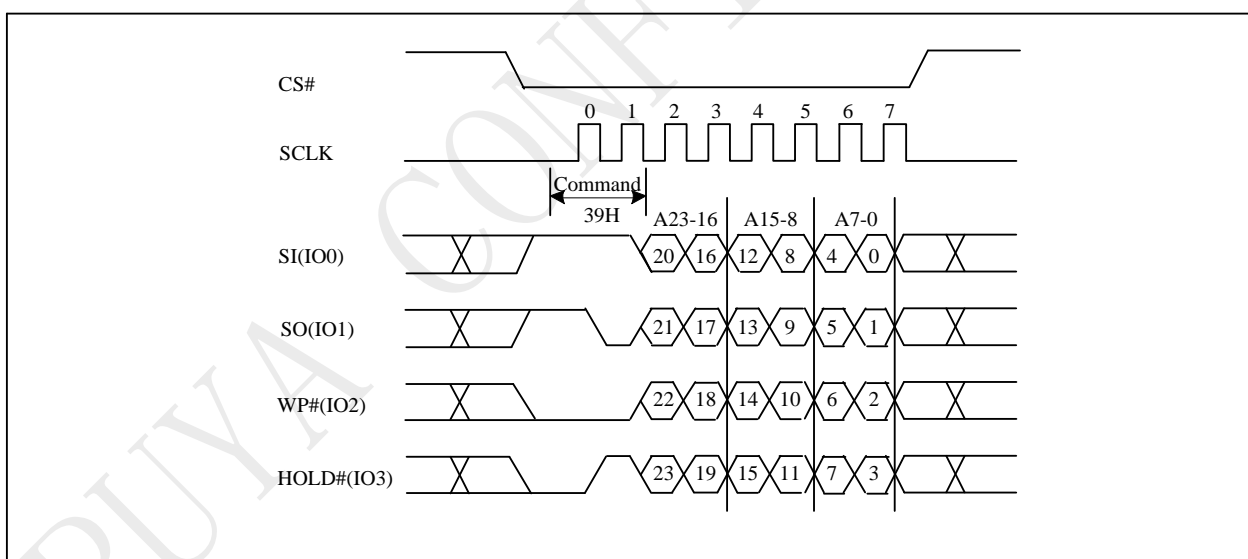 PUYA CONF
CS#
0 1 2 3 4 5 6 7
SCLK
Command
39H
A23-16 A15-8 A7-0
SI(IO0) 20 16 12 8 4 0
SO(IO1) 21 17 13 9 5 1
WP#(IO2) 22 18 14 10 6 2
HOLD#(IO3) 23 19 15 11 7 3